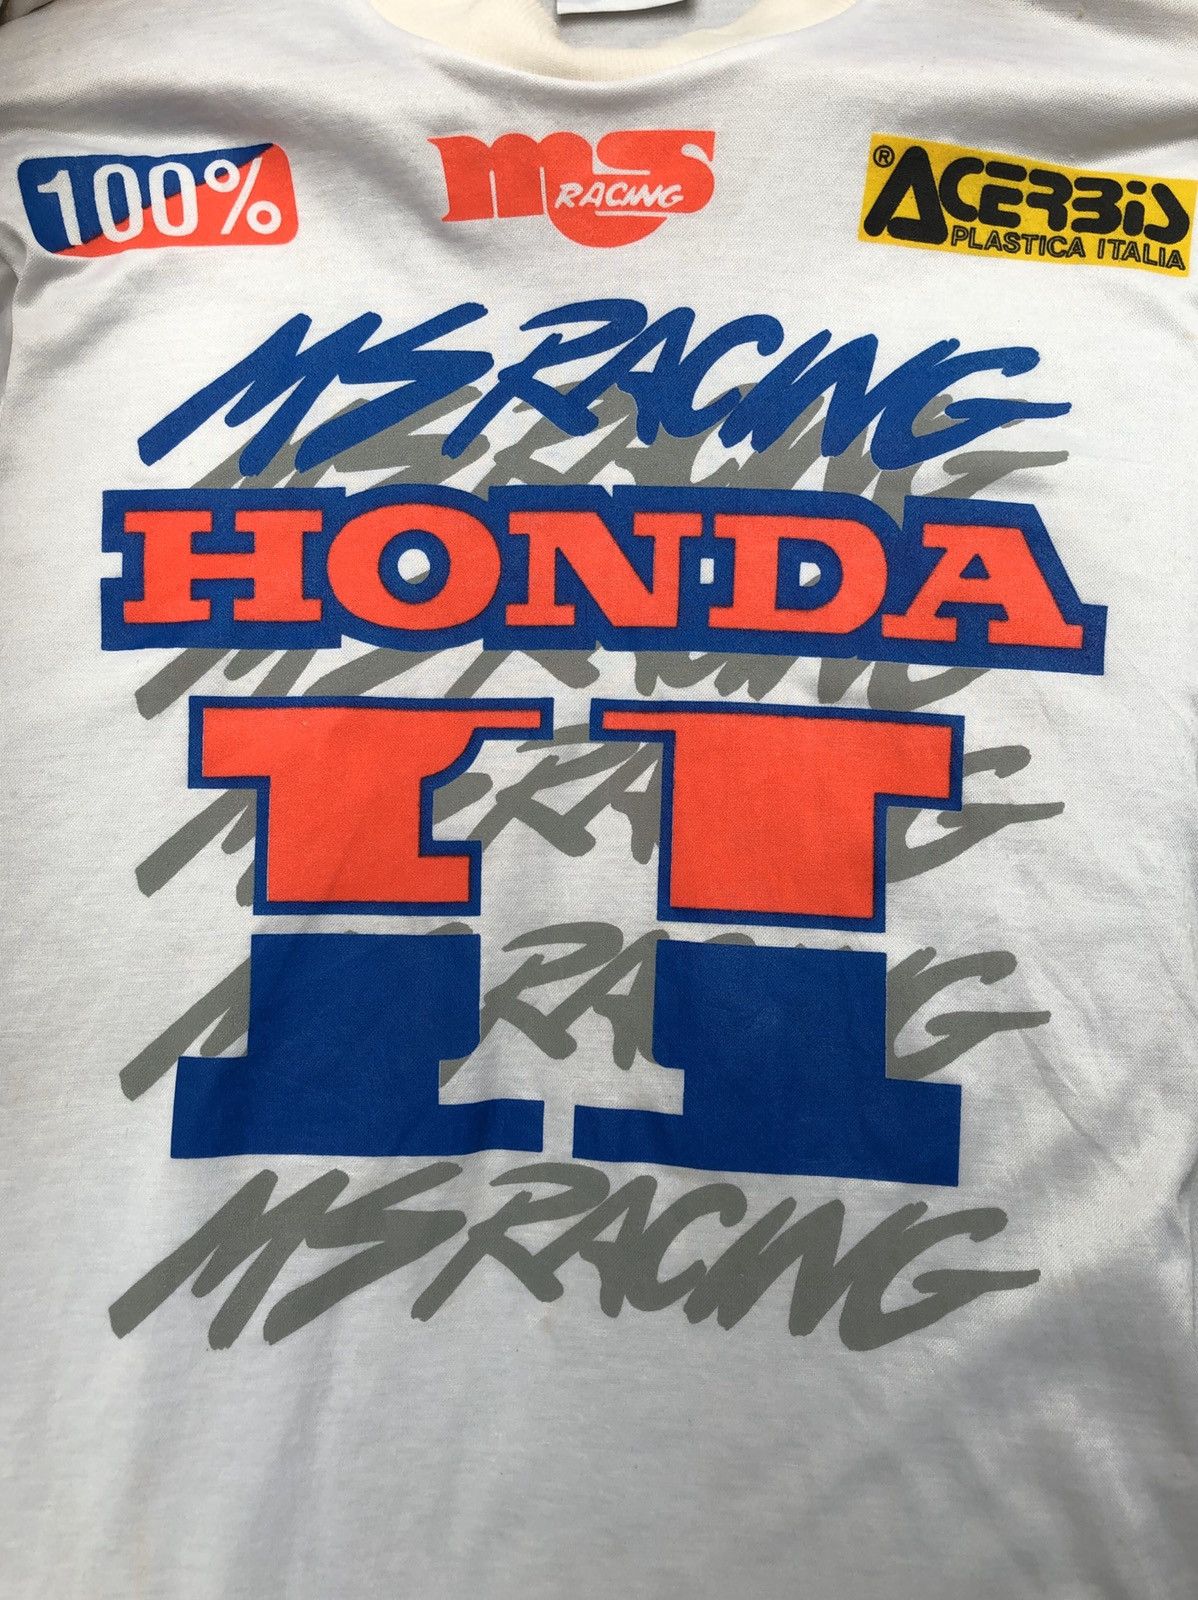 100%
mS RACING
® ACERBiS
PLASTICA ITALIA
MS RACING
MS RACING
HONDA
MS RACING
11
MS RACING
MS RACING
MS RACING